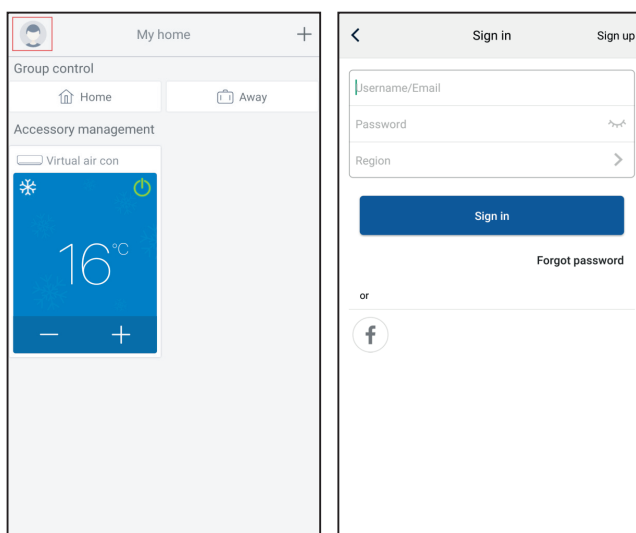 My home
Group control
Home
Away
Accessory management
Virtual air con
16°C
Sign in
Sign up
Username/Email
Password
Region
Sign in
Forgot password
or
f